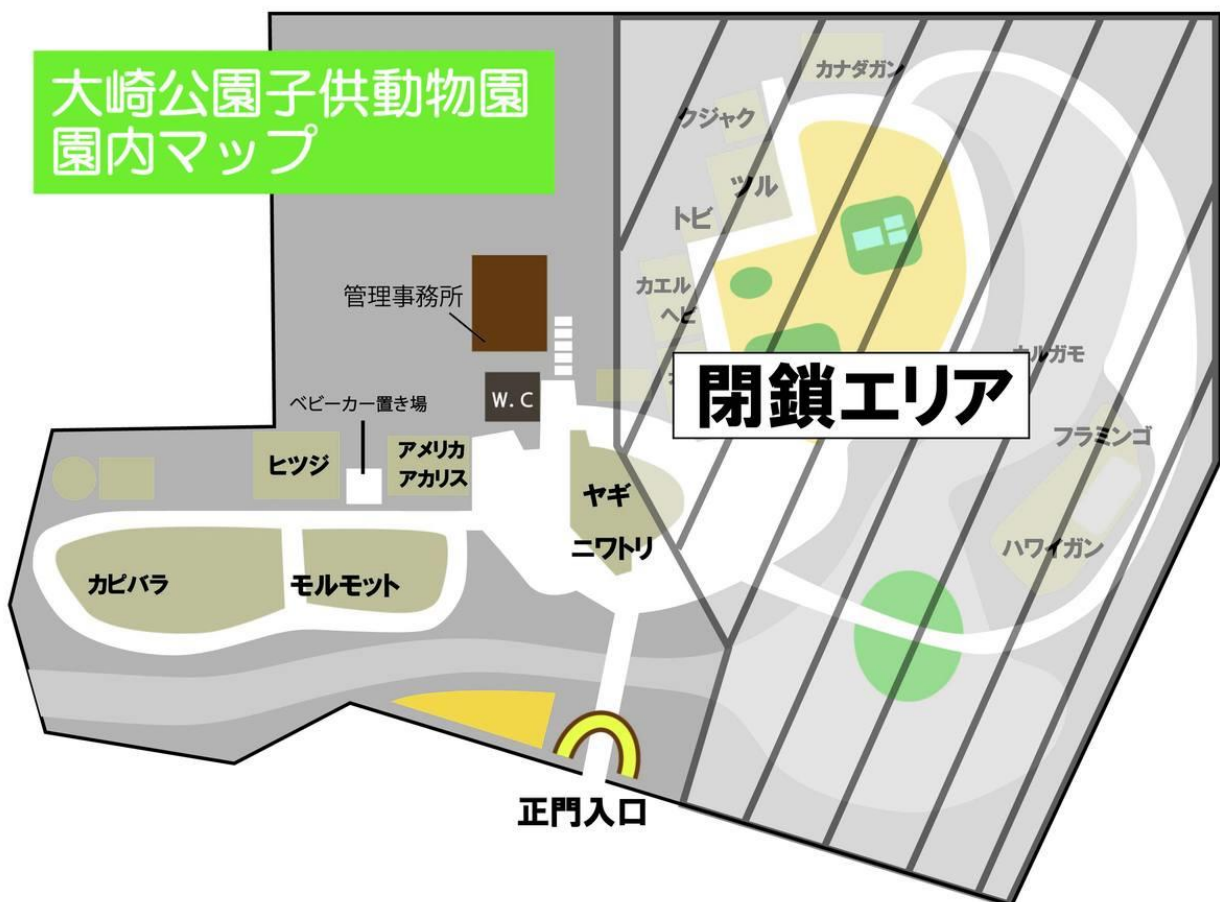 大崎公園子供動物園
園内マップ
カナダガン
クジャク
ツル
トビ
カエル
ヘビ
管理事務所
W.C
ベビーカー置き場
閉鎖エリア
カルガモ
フラミンゴ
ハワイガン
ヒツジ
アメリカ
アカリス
ヤギ
ニワトリ
カピバラ
モルモット
正門入口